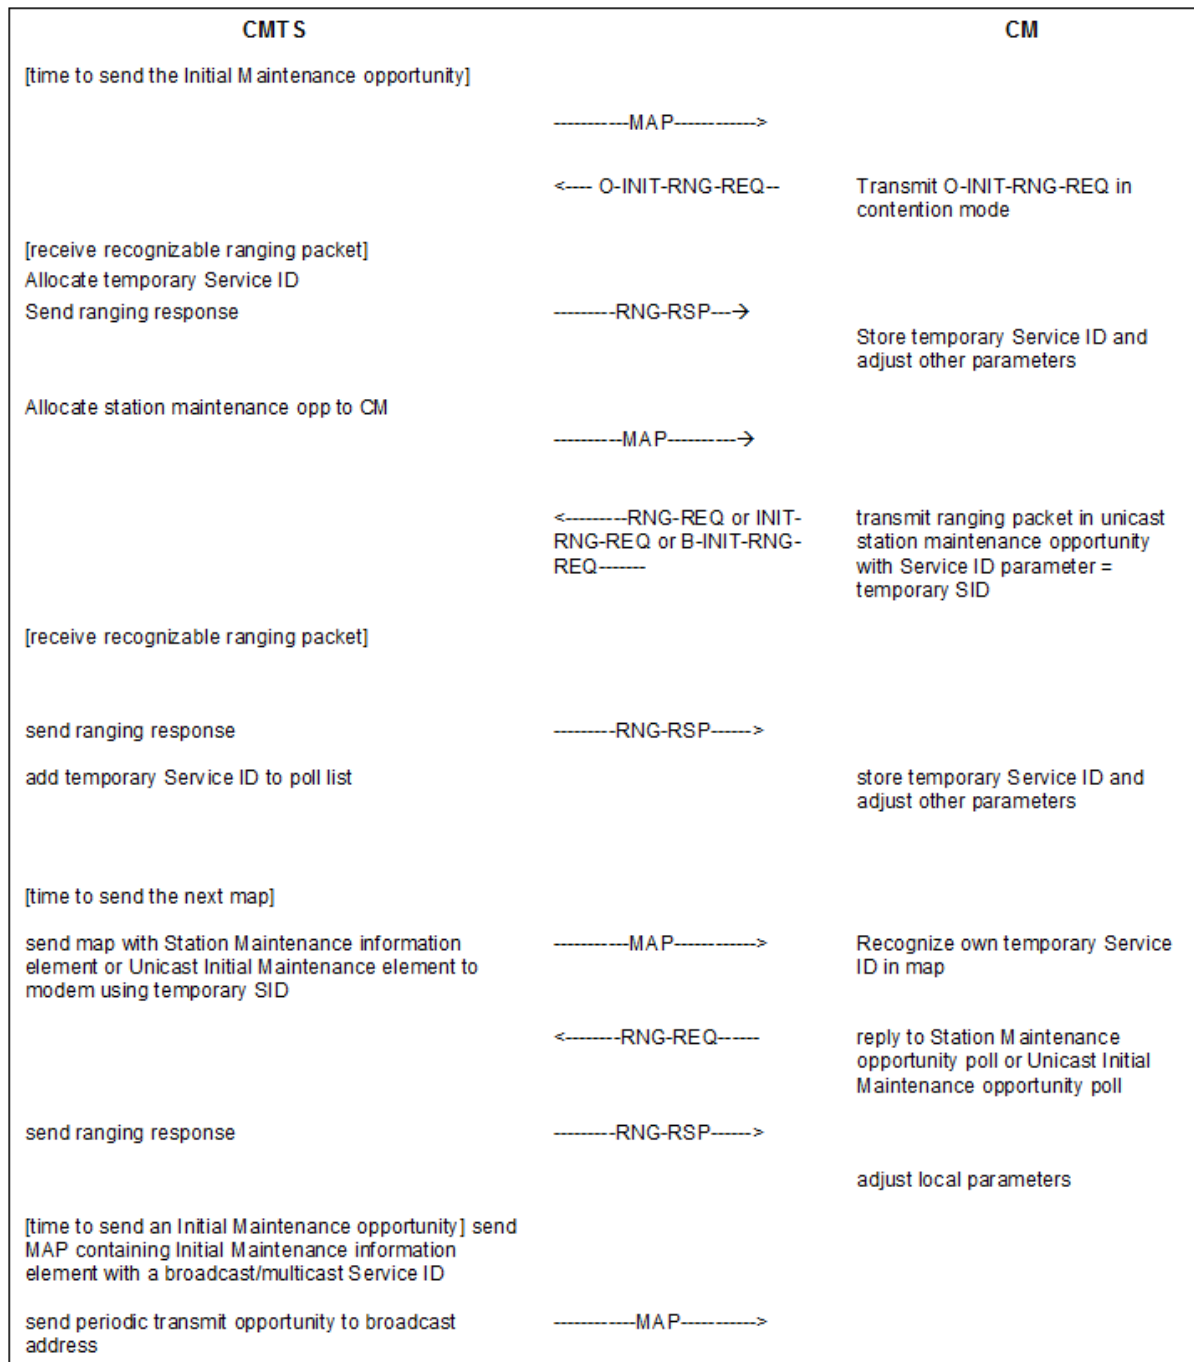 CMTS
CM
[time to send the Initial Maintenance opportunity]
-----------MAP------------>
<---- O-INIT-RNG-REQ--
Transmit O-INIT-RNG-REQ in
contention mode
[receive recognizable ranging packet]
Allocate temporary Service ID
Send ranging response
---------RNG-RSP---→
Store temporary Service ID and
adjust other parameters
Allocate station maintenance opp to CM
----------MAP----------→
<---------RNG-REQ or INIT-
RNG-REQ or B-INIT-RNG-
REQ-------
transmit ranging packet in unicast
station maintenance opportunity
with Service ID parameter =
temporary SID
[receive recognizable ranging packet]
send ranging response
---------RNG-RSP------>
add temporary Service ID to poll list
store temporary Service ID and
adjust other parameters
[time to send the next map]
send map with Station Maintenance information
element or Unicast Initial Maintenance element to
modem using temporary SID
-----------MAP------------>
Recognize own temporary Service
ID in map
<--------RNG-REQ------
reply to Station Maintenance
opportunity poll or Unicast Initial
Maintenance opportunity poll
send ranging response
---------RNG-RSP------>
adjust local parameters
[time to send an Initial Maintenance opportunity] send
MAP containing Initial Maintenance information
element with a broadcast/multicast Service ID
send periodic transmit opportunity to broadcast
address
------------MAP----------->